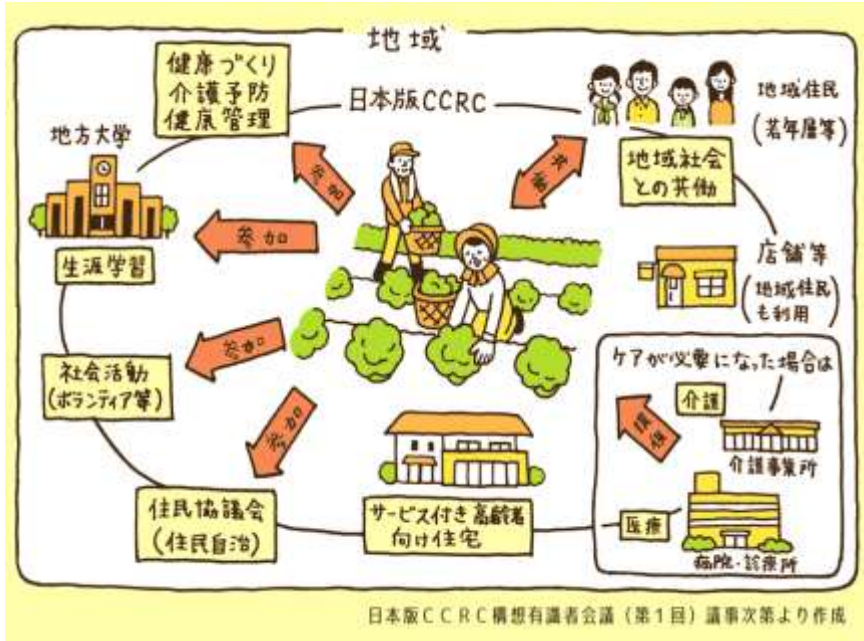 地域
健康づくり
介護予防
健康管理
日本版CCRC
地域住民
(若年層等)
地方大学
参加
共働
地域社会
との共働
参加
生涯学習
店舗等
(地域住民
も利用)
参加
社会活動
(ボランティア等)
ケアが必要になった場合は
介護
参加
提供
介護事業所
住民協議会
(住民自治)
サービス付き高齢者
向け住宅
医療
病院・診療所
日本版CCRC構想有識者会議(第1回)議事次第より作成